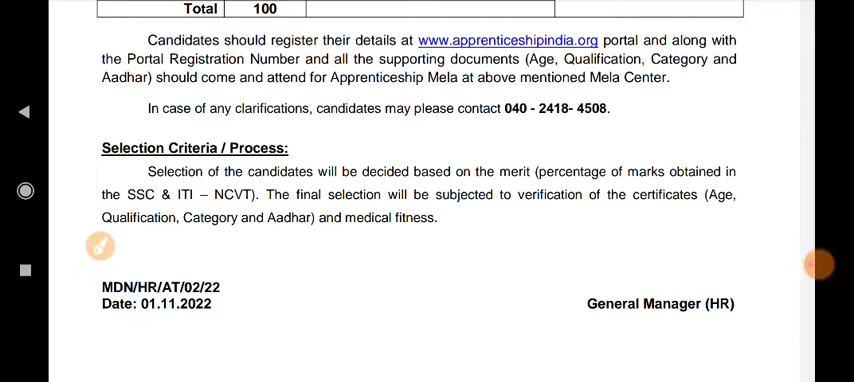 Total 100
Candidates should register their details at www.apprenticeshipindia.org portal and along with
the Portal Registration Number and all the supporting documents (Age, Qualification, Category and
Aadhar) should come and attend for Apprenticeship Mela at above mentioned Mela Center.
In case of any clarifications, candidates may please contact 040 - 2418- 4508.
Selection Criteria / Process:
Selection of the candidates will be decided based on the merit (percentage of marks obtained in
the SSC & ITI – NCVT). The final selection will be subjected to verification of the certificates (Age,
Qualification, Category and Aadhar) and medical fitness.
MDN/HR/AT/02/22
Date: 01.11.2022 General Manager (HR)